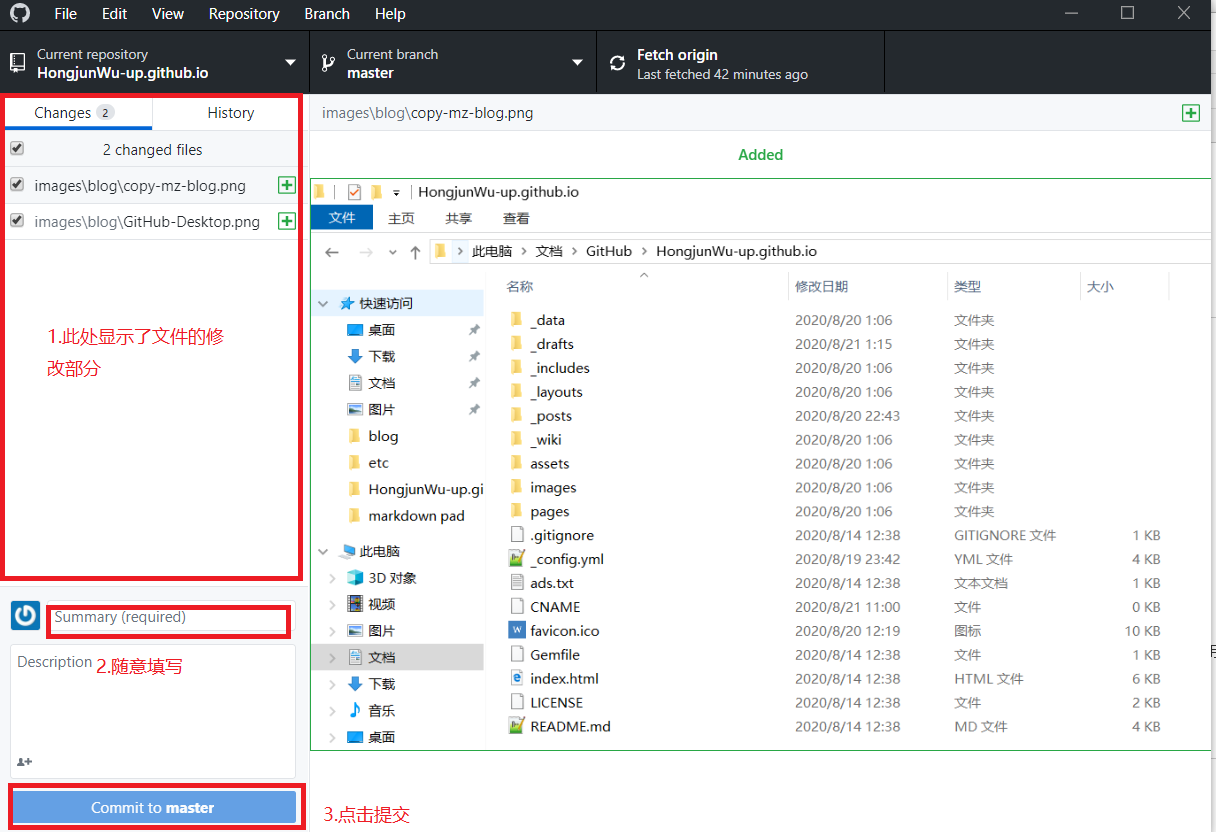 File Edit View Repository Branch Help
Current repository
HongjunWu-up.github.io
Current branch
master
Fetch origin
Last fetched 42 minutes ago
Changes 2
History
2 changed files
images\blog\copy-mz-blog.png
images\blog\GitHub-Desktop.png
1.此处显示了文件的修
改部分
Summary (required)
Description
2.随意填写
Commit to master
3.点击提交
images\blog\copy-mz-blog.png
Added
HongjunWu-up.github.io
文件 主页 共享 查看
此电脑 > 文档 > GitHub > HongjunWu-up.github.io
快速访问
桌面
下载
文档
图片
blog
etc
HongjunWu-up.gi
markdown pad
此电脑
3D 对象
视频
图片
文档
下载
音乐
桌面
名称 修改日期 类型 大小
_data 2020/8/20 1:06 文件夹
_drafts 2020/8/21 1:15 文件夹
_includes 2020/8/20 1:06 文件夹
_layouts 2020/8/20 1:06 文件夹
_posts 2020/8/20 22:43 文件夹
_wiki 2020/8/20 1:06 文件夹
assets 2020/8/20 1:06 文件夹
images 2020/8/20 1:06 文件夹
pages 2020/8/20 1:06 文件夹
.gitignore 2020/8/14 12:38 GITIGNORE 文件 1 KB
_config.yml 2020/8/19 23:42 YML 文件 4 KB
ads.txt 2020/8/14 12:38 文本文档 1 KB
CNAME 2020/8/21 11:00 文件 0 KB
favicon.ico 2020/8/20 12:19 图标 10 KB
Gemfile 2020/8/14 12:38 文件 1 KB
index.html 2020/8/14 12:38 HTML 文件 6 KB
LICENSE 2020/8/14 12:38 文件 2 KB
README.md 2020/8/14 12:38 MD 文件 4 KB